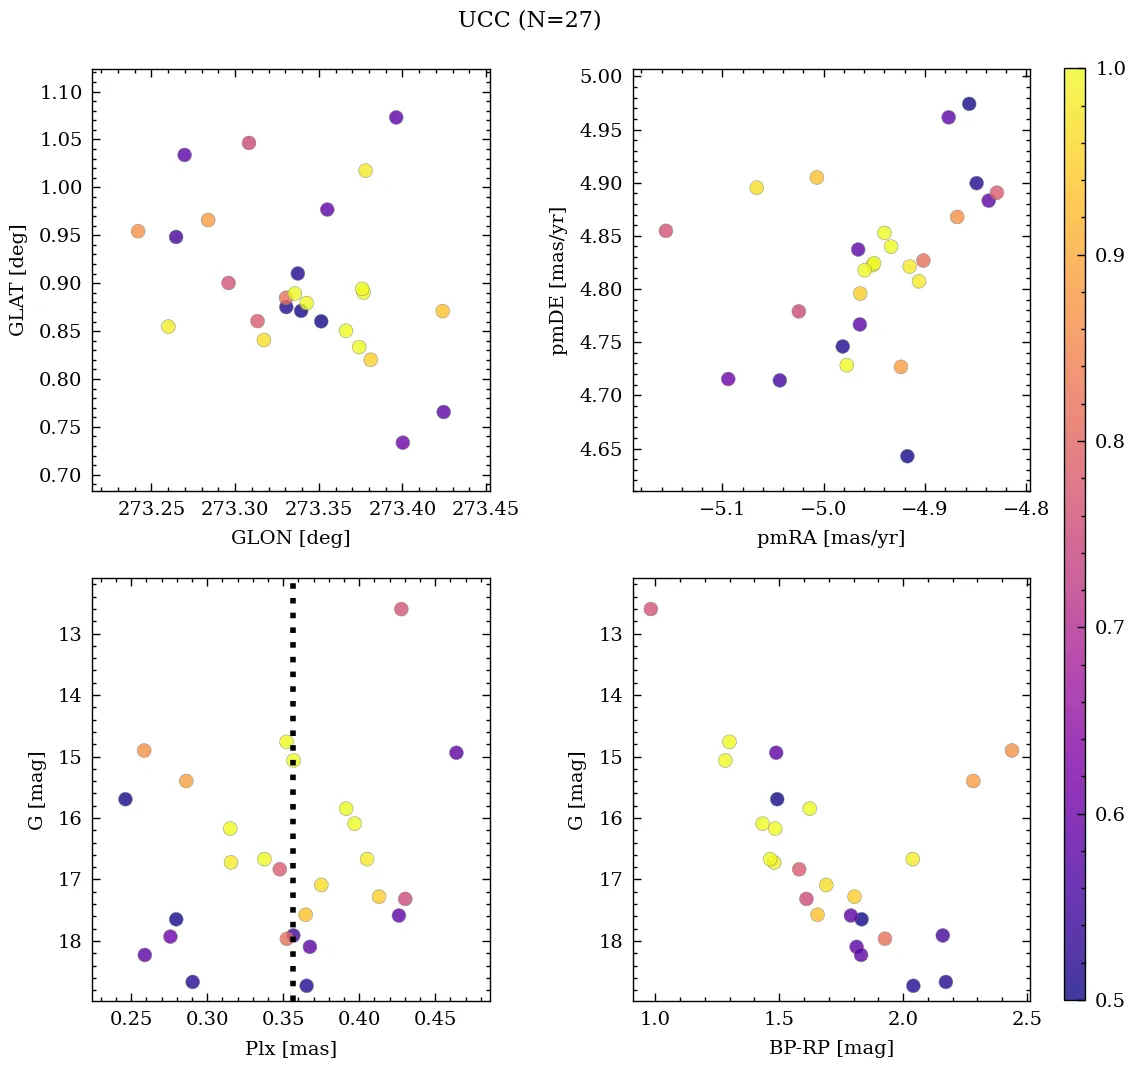 UCC (N=27)
1.10
1.05
1.00
0.95
0.90
0.85
0.80
0.75
0.70
GLAT [deg]
273.25 273.30 273.35 273.40 273.45
GLON [deg]
5.00
4.95
4.90
4.85
4.80
4.75
4.70
4.65
pmDE [mas/yr]
−5.1 −5.0 −4.9 −4.8
pmRA [mas/yr]
1.0
0.9
0.8
0.7
0.6
0.5
13
14
15
16
17
18
G [mag]
0.25 0.30 0.35 0.40 0.45
Plx [mas]
13
14
15
16
17
18
G [mag]
1.0 1.5 2.0 2.5
BP-RP [mag]